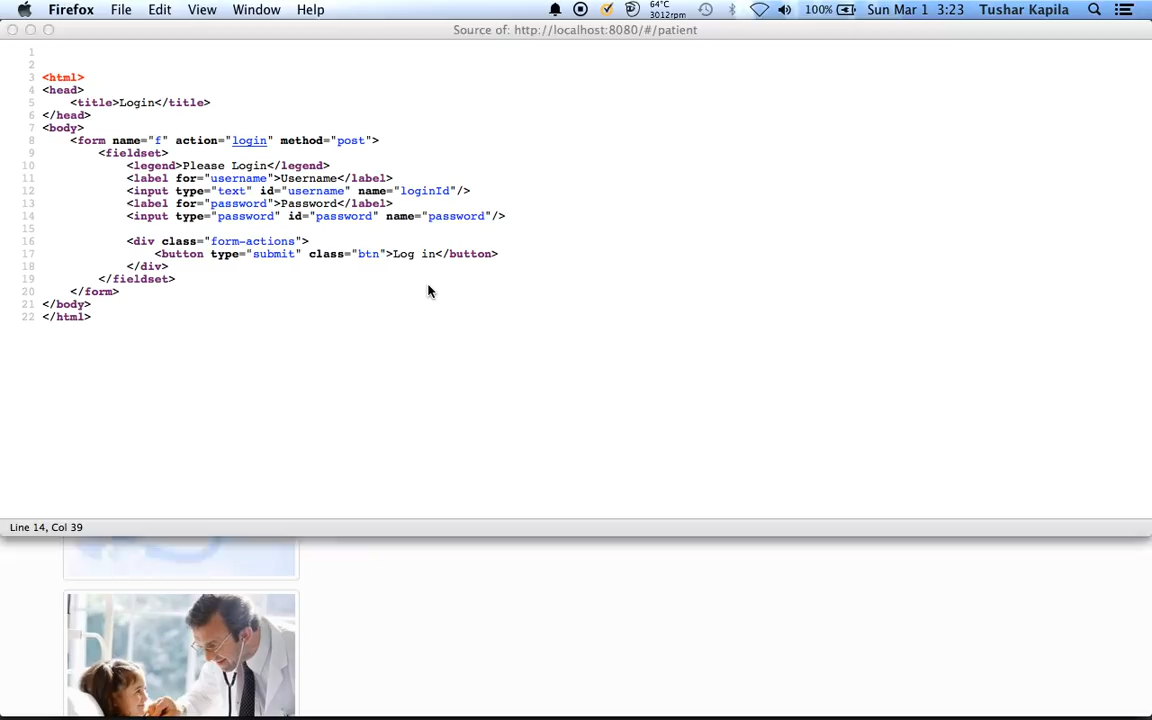 Firefox File Edit View Window Help 64°C 3012rpm 100% Sun Mar 1 3:23 Tushar Kapila
Source of: http://localhost:8080/#/patient
1
2
3 <html>
4 <head>
5 <title>Login</title>
6 </head>
7 <body>
8 <form name="f" action="login" method="post">
9 <fieldset>
10 <legend>Please Login</legend>
11 <label for="username">Username</label>
12 <input type="text" id="username" name="loginId"/>
13 <label for="password">Password</label>
14 <input type="password" id="password" name="password"/>
15
16 <div class="form-actions">
17 <button type="submit" class="btn">Log in</button>
18 </div>
19 </fieldset>
20 </form>
21 </body>
22 </html>
Line 14, Col 39